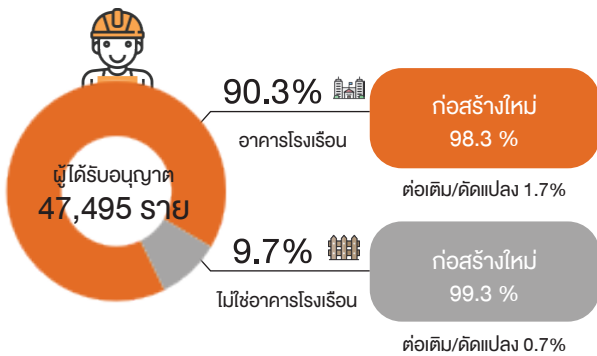 90.3%
อาคารโรงเรือน
ก่อสร้างใหม่
98.3 %
ต่อเติม/ดัดแปลง 1.7%
ผู้ได้รับอนุญาต
47,495 ราย
9.7%
ไม่ใช่อาคารโรงเรือน
ก่อสร้างใหม่
99.3 %
ต่อเติม/ดัดแปลง 0.7%